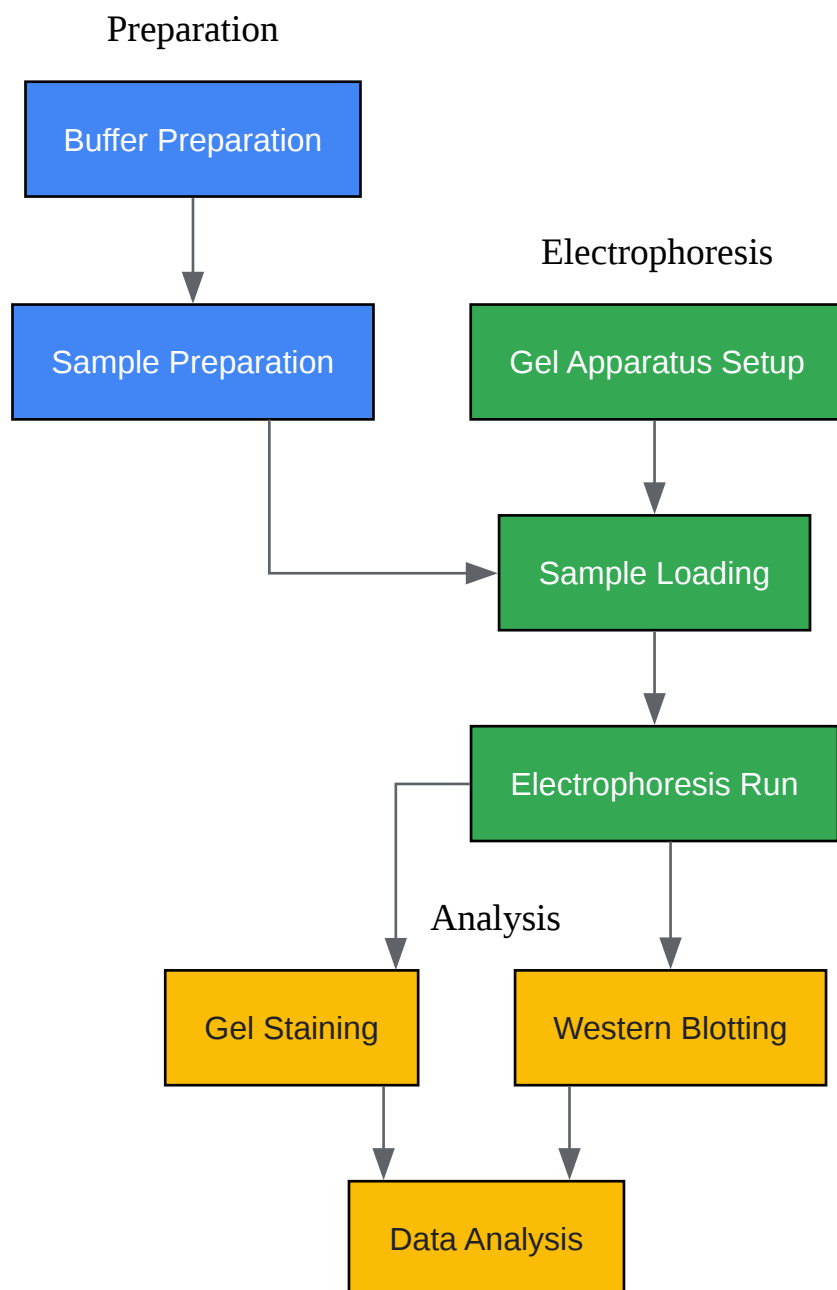 Preparation
Buffer Preparation
Electrophoresis
Sample Preparation
Gel Apparatus Setup
Sample Loading
Electrophoresis Run
Analysis
Gel Staining
Western Blotting
Data Analysis